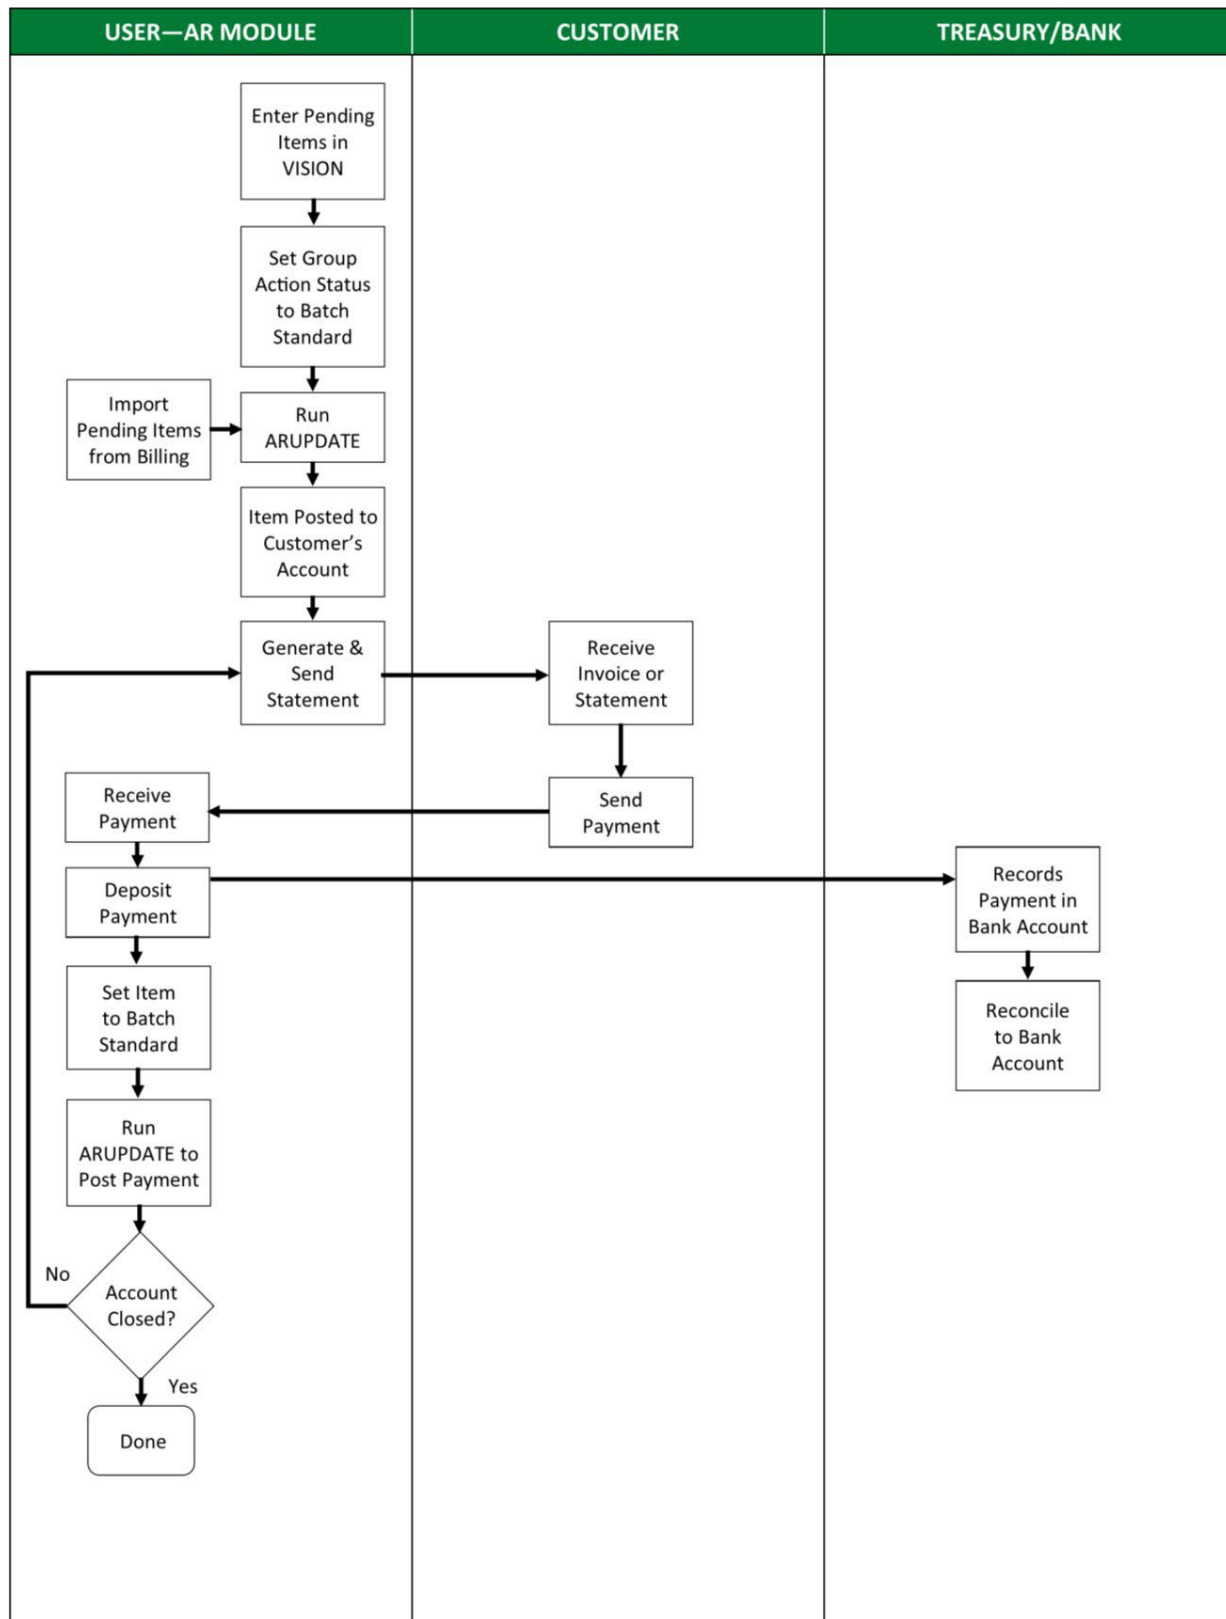 USER—AR MODULE
CUSTOMER
TREASURY/BANK
Enter Pending
Items in
VISION
Set Group
Action Status
to Batch
Standard
Import
Pending Items
from Billing
Run
ARUPDATE
Item Posted to
Customer’s
Account
Generate &
Send
Statement
Receive
Invoice or
Statement
Send
Payment
Receive
Payment
Deposit
Payment
Records
Payment in
Bank Account
Reconcile
to Bank
Account
Set Item
to Batch
Standard
Run
ARUPDATE to
Post Payment
Account
Closed?
No
Yes
Done